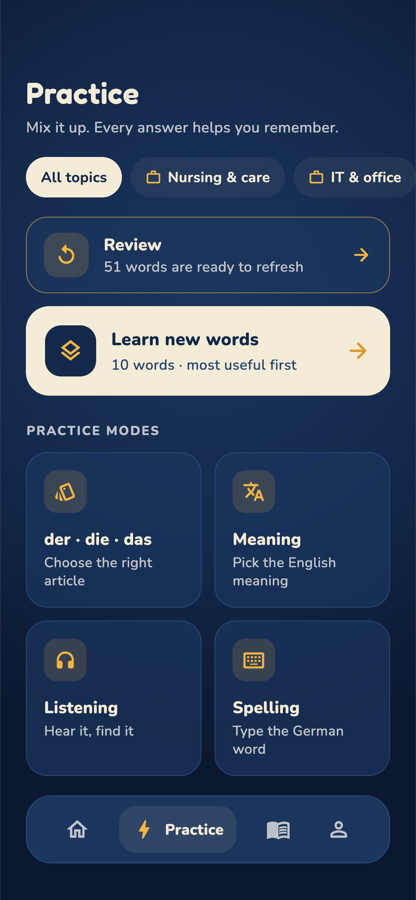 Practice
Mix it up. Every answer helps you remember.
All topics
Nursing & care
IT & office
Review
51 words are ready to refresh
Learn new words
10 words · most useful first
PRACTICE MODES
der · die · das
Choose the right
article
Meaning
Pick the English
meaning
Listening
Hear it, find it
Spelling
Type the German
word
Practice